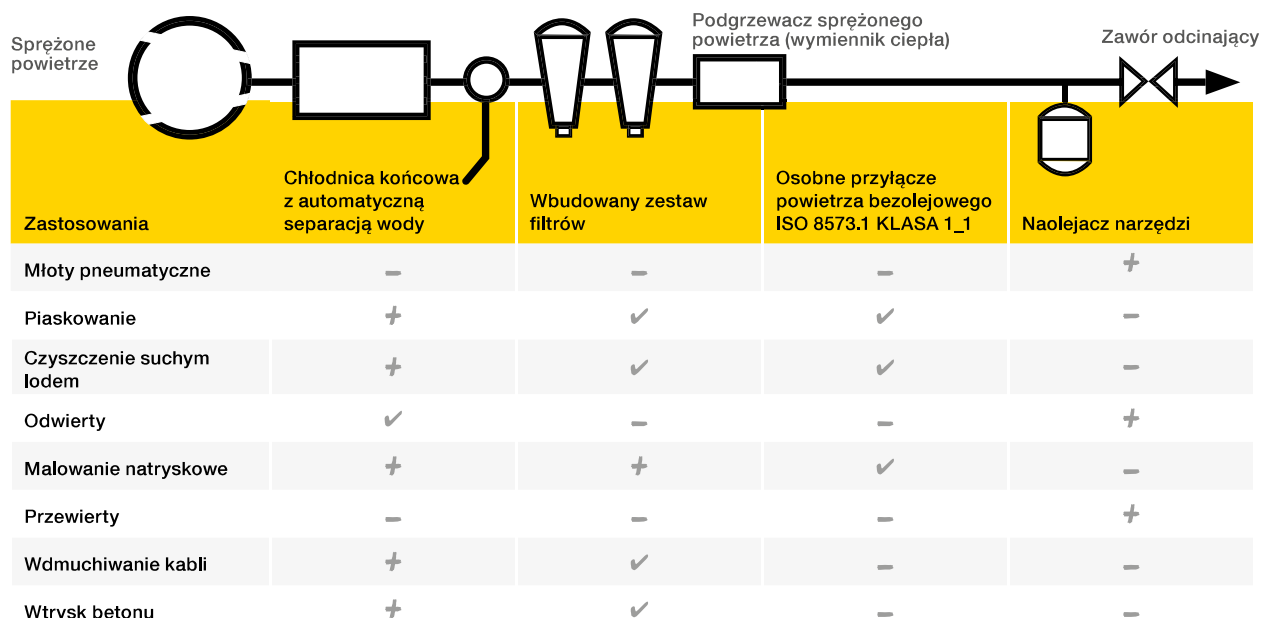 Sprężone
powietrze
Podgrzewacz sprężonego
powietrza (wymiennik ciepła)
Zawór odcinający
Zastosowania
Chłodnica końcowa
z automatyczną
separacją wody
Wbudowany zestaw
filtrów
Osobne przyłącze
powietrza bezolejowego
ISO 8573.1 KLASA 1_1
Naolejacz narzędzi
Młoty pneumatyczne – – – +
Piaskowanie + ✓ ✓ –
Czyszczenie suchym
lodem + ✓ ✓ –
Odwierty ✓ – – +
Malowanie natryskowe + + ✓ –
Przewierty – – – +
Wdmuchiwanie kabli + ✓ – –
Wtrysk betonu + ✓ – –